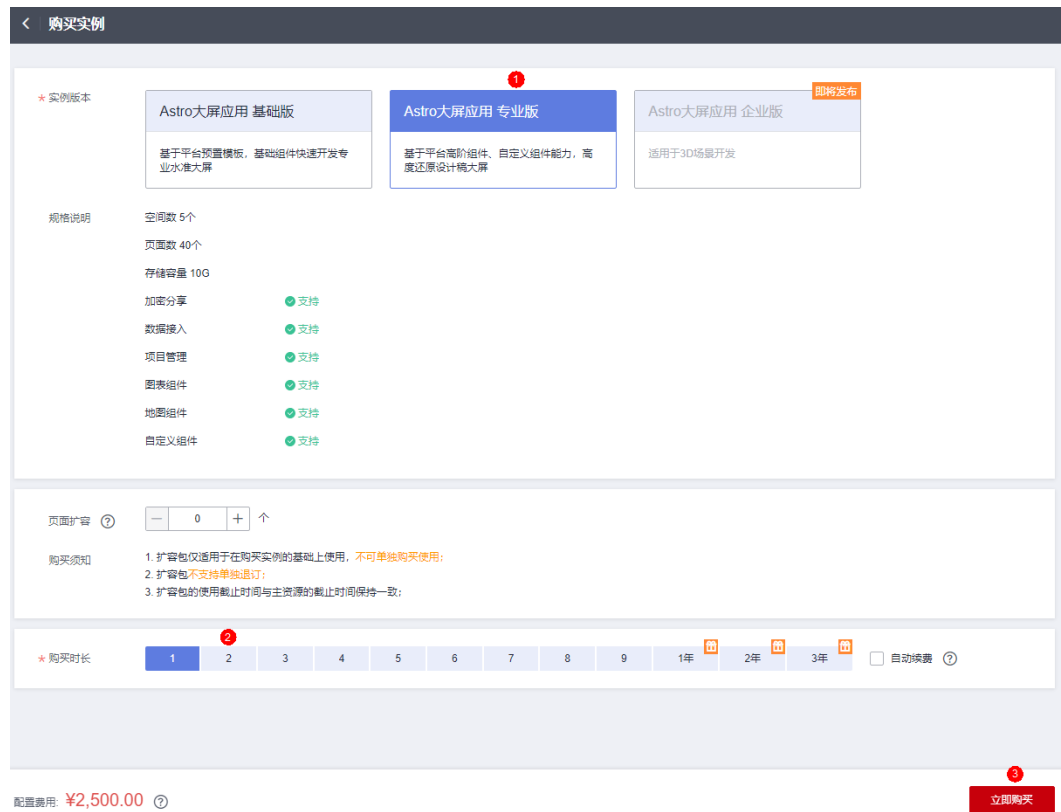 购买实例
1
* 实例版本
即将发布
Astro大屏应用 基础版
Astro大屏应用 专业版
Astro大屏应用 企业版
基于平台预置模板，基础组件快速开发专
业水准大屏
基于平台高阶组件、自定义组件能力，高
度还原设计稿大屏
适用于3D场景开发
规格说明
空间数 5个
页面数 40个
存储容量 10G
加密分享 支持
数据接入 支持
项目管理 支持
图表组件 支持
地图组件 支持
自定义组件 支持
页面扩容 ? — 0 + 个
购买须知
1. 扩容包仅适用于在购买实例的基础上使用，不可单独购买使用；
2. 扩容包不支持单独退订；
3. 扩容包的使用截止时间与主资源的截止时间保持一致；
2
* 购买时长 1 2 3 4 5 6 7 8 9 1年 2年 3年 自动续费 ?
3
配置费用: ¥2,500.00 ? 立即购买